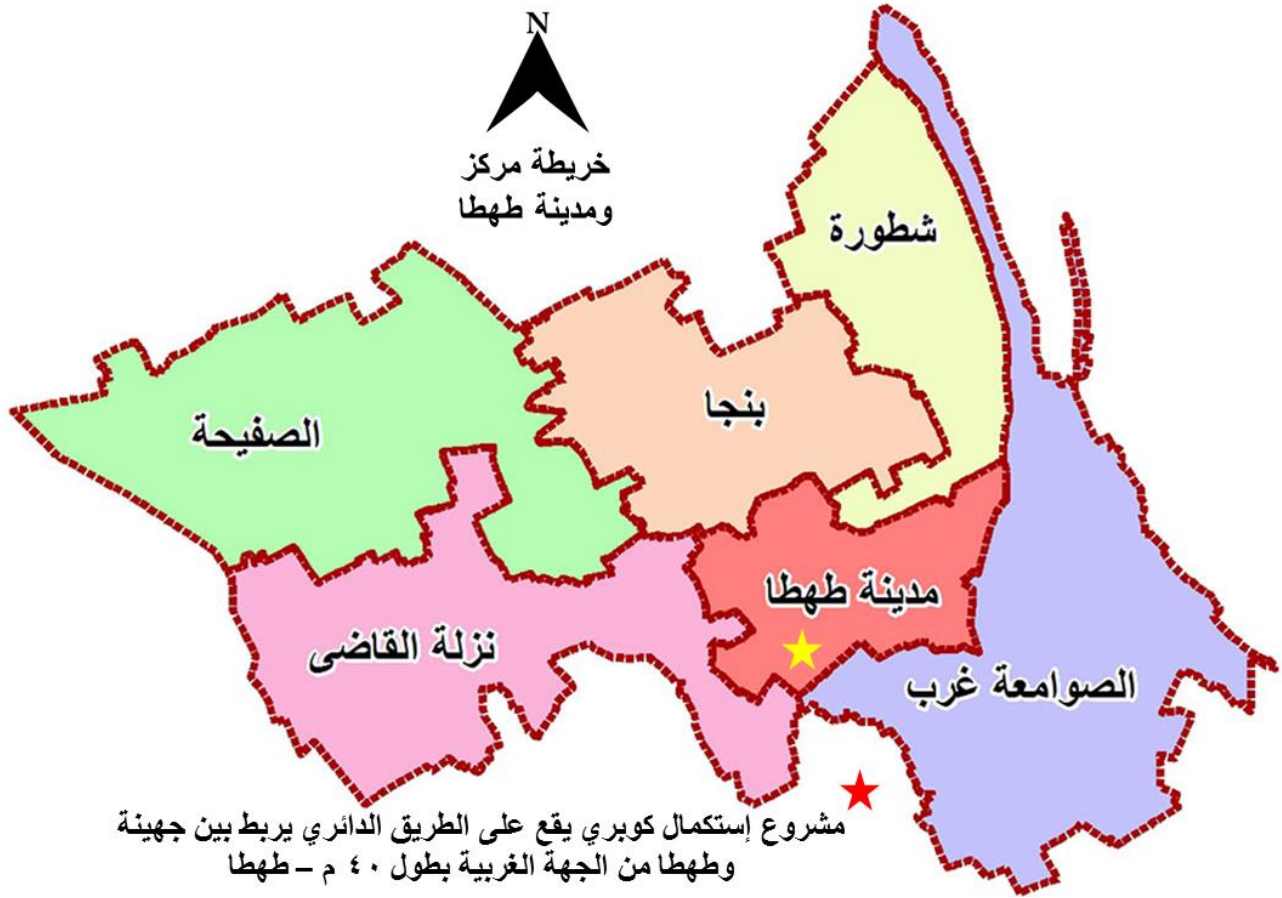 N
خريطة مركز
ومدينة طهطا
شطورة
بنجا
الصفيحة
مدينة طهطا
نزلة القاضى
الصوامعة غرب
مشروع إستكمال كوبري يقع على الطريق الدائري يربط بين جهينة
وطهطا من الجهة الغربية بطول ٤٠ م – طهطا